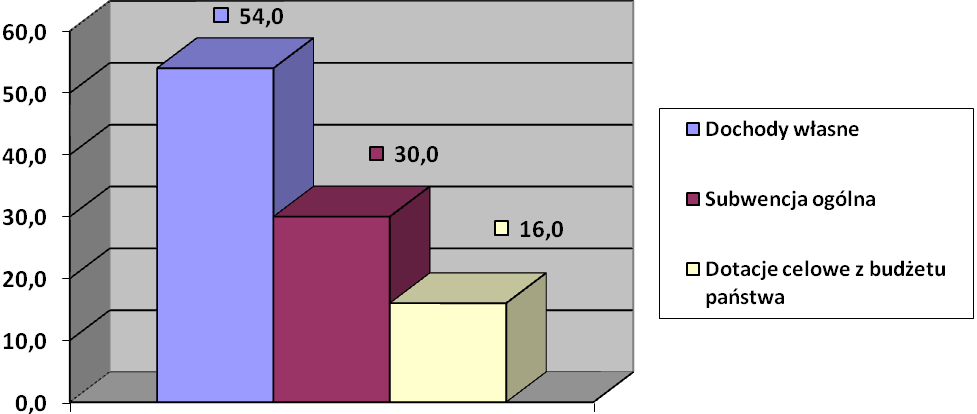 60,0
50,0
40,0
30,0
20,0
10,0
0,0
54,0
30,0
16,0
Dochody własne
Subwencja ogólna
Dotacje celowe z budżetu
państwa